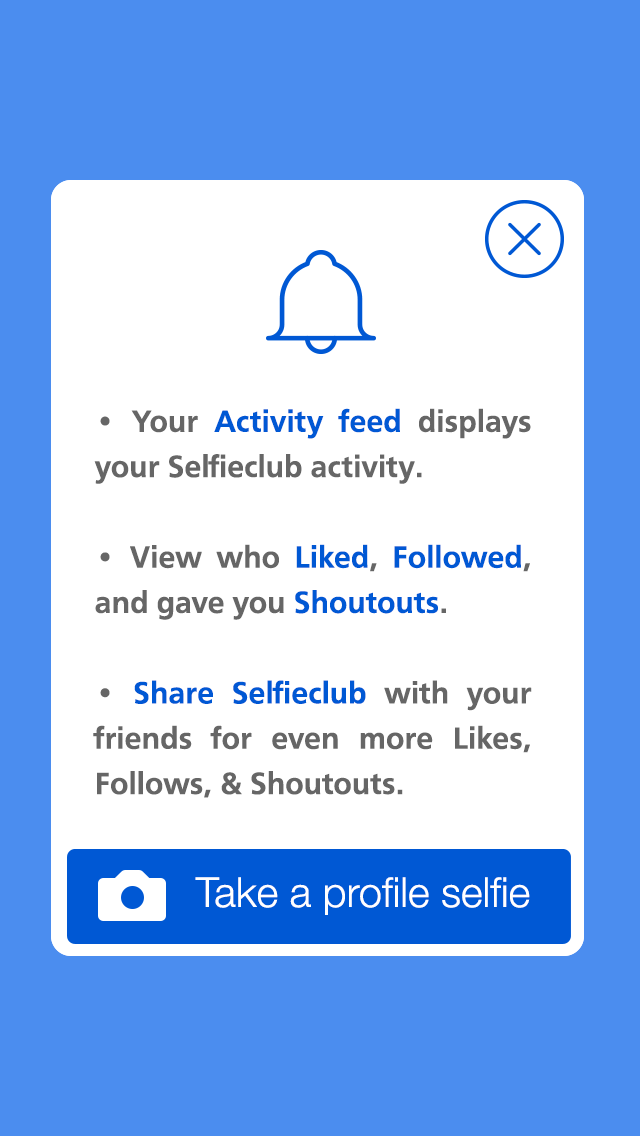 • Your Activity feed displays
your Selfieclub activity.
• View who Liked, Followed,
and gave you Shoutouts.
• Share Selfieclub with your
friends for even more Likes,
Follows, & Shoutouts.
Take a profile selfie